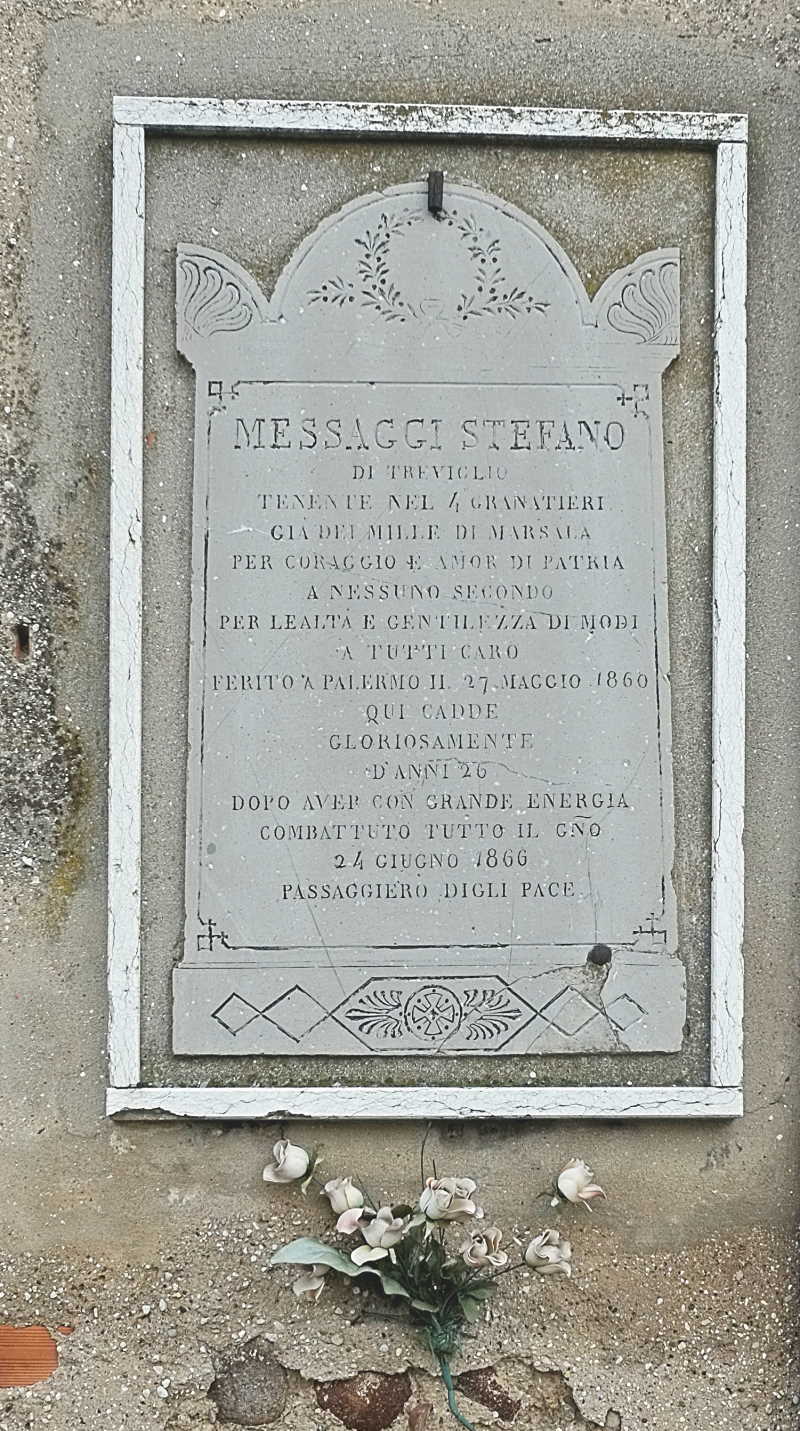 MESSAGGI STEFANO
DI TREVIGLIO
TENENTE NEL 4 GRANATIERI
GIÀ DEI MILLE DI MARSALA
PER CORAGGIO E AMOR DI PATRIA
A NESSUNO SECONDO
PER LEALTÀ E GENTILEZZA DI MODI
A TUTTI CARO
FERITO A PALERMO IL 27 MAGGIO 1860
QUI CADDE
GLORIOSAMENTE
D'ANNI 26
DOPO AVER CON GRANDE ENERGIA
COMBATTUTO TUTTO IL GÑO
24 GIUGNO 1866
PASSAGGIERO DIGLI PACE